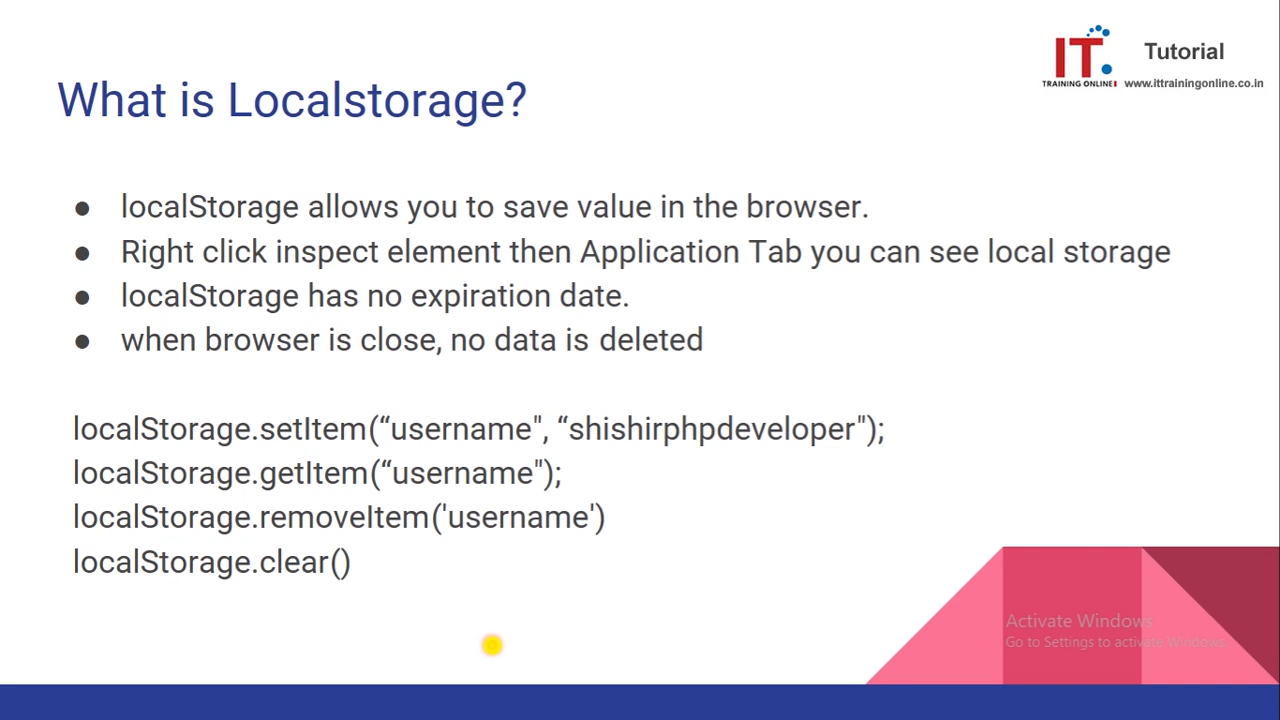 IT.
TRAINING ONLINE
Tutorial
www.ittrainingonline.co.in
What is Localstorage?
● localStorage allows you to save value in the browser.
● Right click inspect element then Application Tab you can see local storage
● localStorage has no expiration date.
● when browser is close, no data is deleted
localStorage.setItem(“username", “shishirphpdeveloper");
localStorage.getItem(“username");
localStorage.removeItem('username')
localStorage.clear()
Activate Windows
Go to Settings to activate Windows.